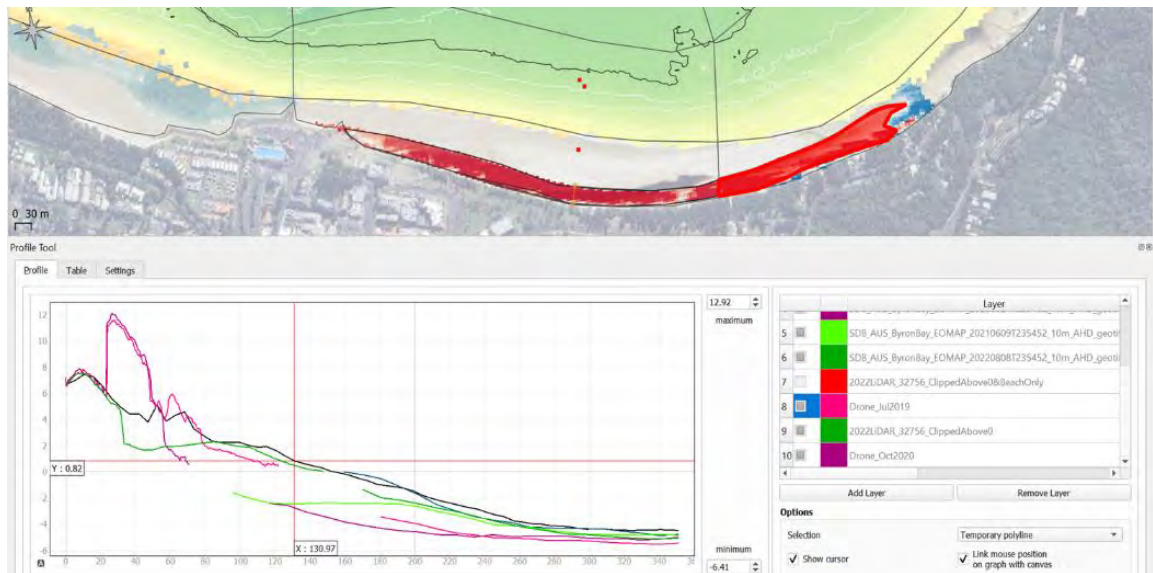 0 30 m
Profile Tool
Profile Table Settings
12.92
maximum
12
10
8
6
4
2
0
-2
-4
-6
Y : 0.82
X : 130.97
0 20 40 60 80 100 120 140 160 180 200 220 240 260 280 300 320 340
minimum
-6.41
Layer
5 SDB_AUS_ByronBay_EOMAP_20210609T235452_10m_AHD_geoti
6 SDB_AUS_ByronBay_EOMAP_20220808T235452_10m_AHD_geoti
7 2022LiDAR_32756_ClippedAbove0&BeachOnly
8 Drone_Jul2019
9 2022LiDAR_32756_ClippedAbove0
10 Drone_Oct2020
Add Layer Remove Layer
Options
Selection Temporary polyline
Show cursor Link mouse position
on graph with canvas